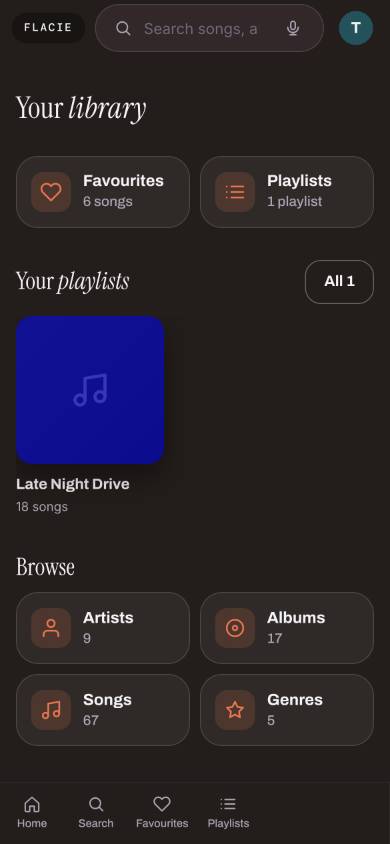 FLACIE
Search songs, a
T
Your library
Favourites
6 songs
Playlists
1 playlist
Your playlists
All 1
Late Night Drive
18 songs
Browse
Artists
9
Albums
17
Songs
67
Genres
5
Home
Search
Favourites
Playlists